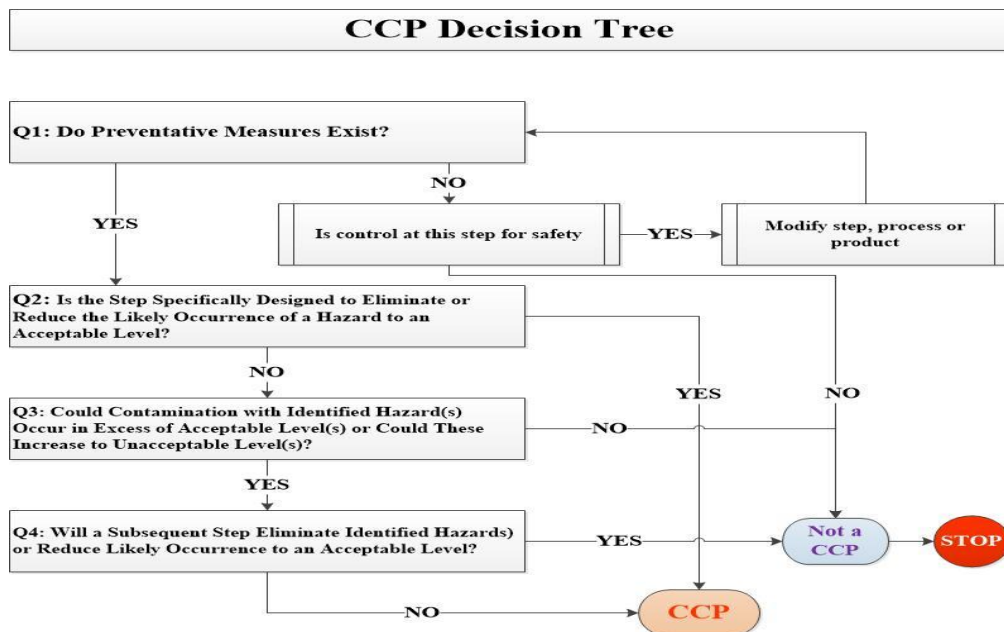 CCP Decision Tree
Q1: Do Preventative Measures Exist?
NO
YES
Is control at this step for safety
YES
Modify step, process or
product
Q2: Is the Step Specifically Designed to Eliminate or
Reduce the Likely Occurrence of a Hazard to an
Acceptable Level?
NO
YES
NO
Q3: Could Contamination with Identified Hazard(s)
Occur in Excess of Acceptable Level(s) or Could These
Increase to Unacceptable Level(s)?
NO
YES
Q4: Will a Subsequent Step Eliminate Identified Hazards)
or Reduce Likely Occurrence to an Acceptable Level?
YES
Not a
CCP
STOP
NO
CCP